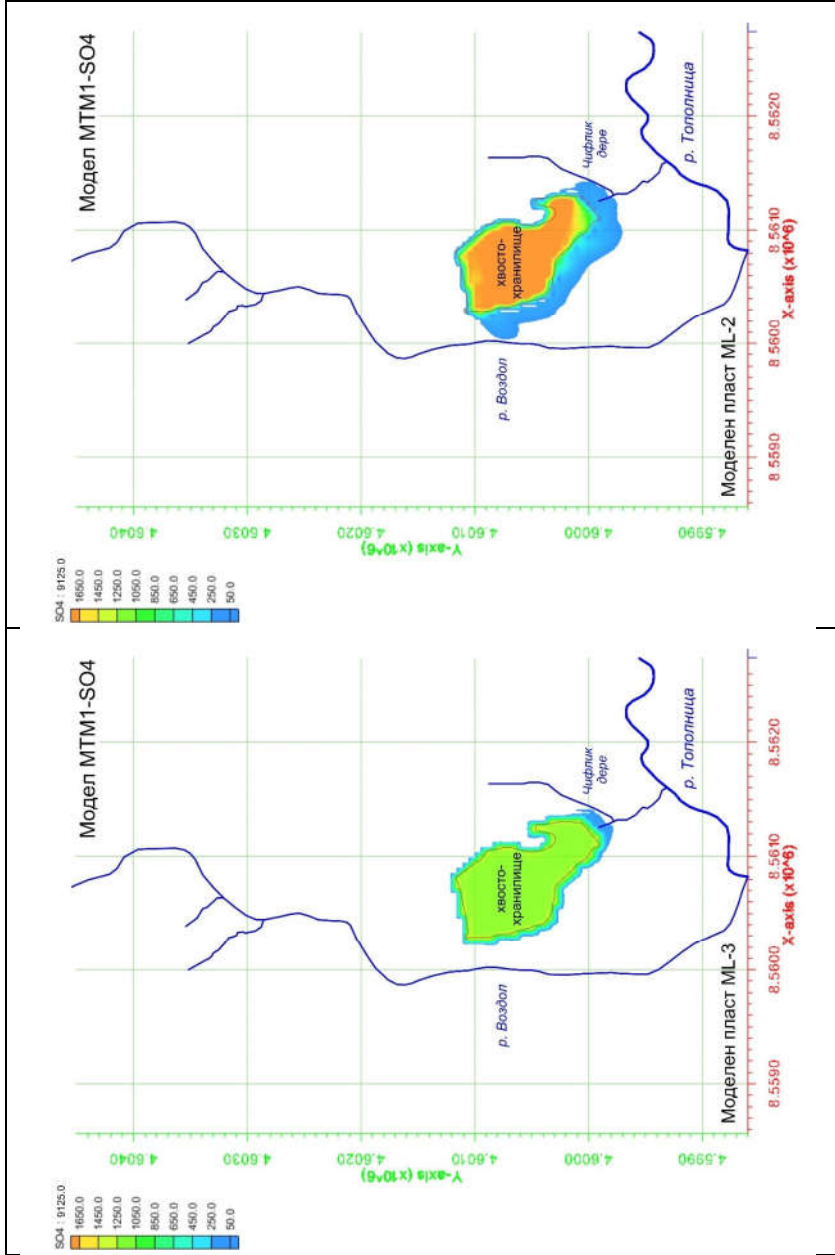 Модел MTM1-SO4
SO4 : 9125.0
1650.0
1450.0
1250.0
1050.0
850.0
650.0
450.0
250.0
50.0
Y-axis (x10^6)
4.6040
4.6030
4.6020
4.6010
4.6000
4.5990
р. Воздол
хвосто-
хранилище
Чифлик
дере
р. Тополница
Моделен пласт ML-3
8.5590
8.5600
8.5610
8.5620
X-axis (x10^6)
Модел MTM1-SO4
SO4 : 9125.0
1650.0
1450.0
1250.0
1050.0
850.0
650.0
450.0
250.0
50.0
Y-axis (x10^6)
4.6040
4.6030
4.6020
4.6010
4.6000
4.5990
р. Воздол
хвосто-
хранилище
Чифлик
дере
р. Тополница
Моделен пласт ML-2
8.5590
8.5600
8.5610
8.5620
X-axis (x10^6)